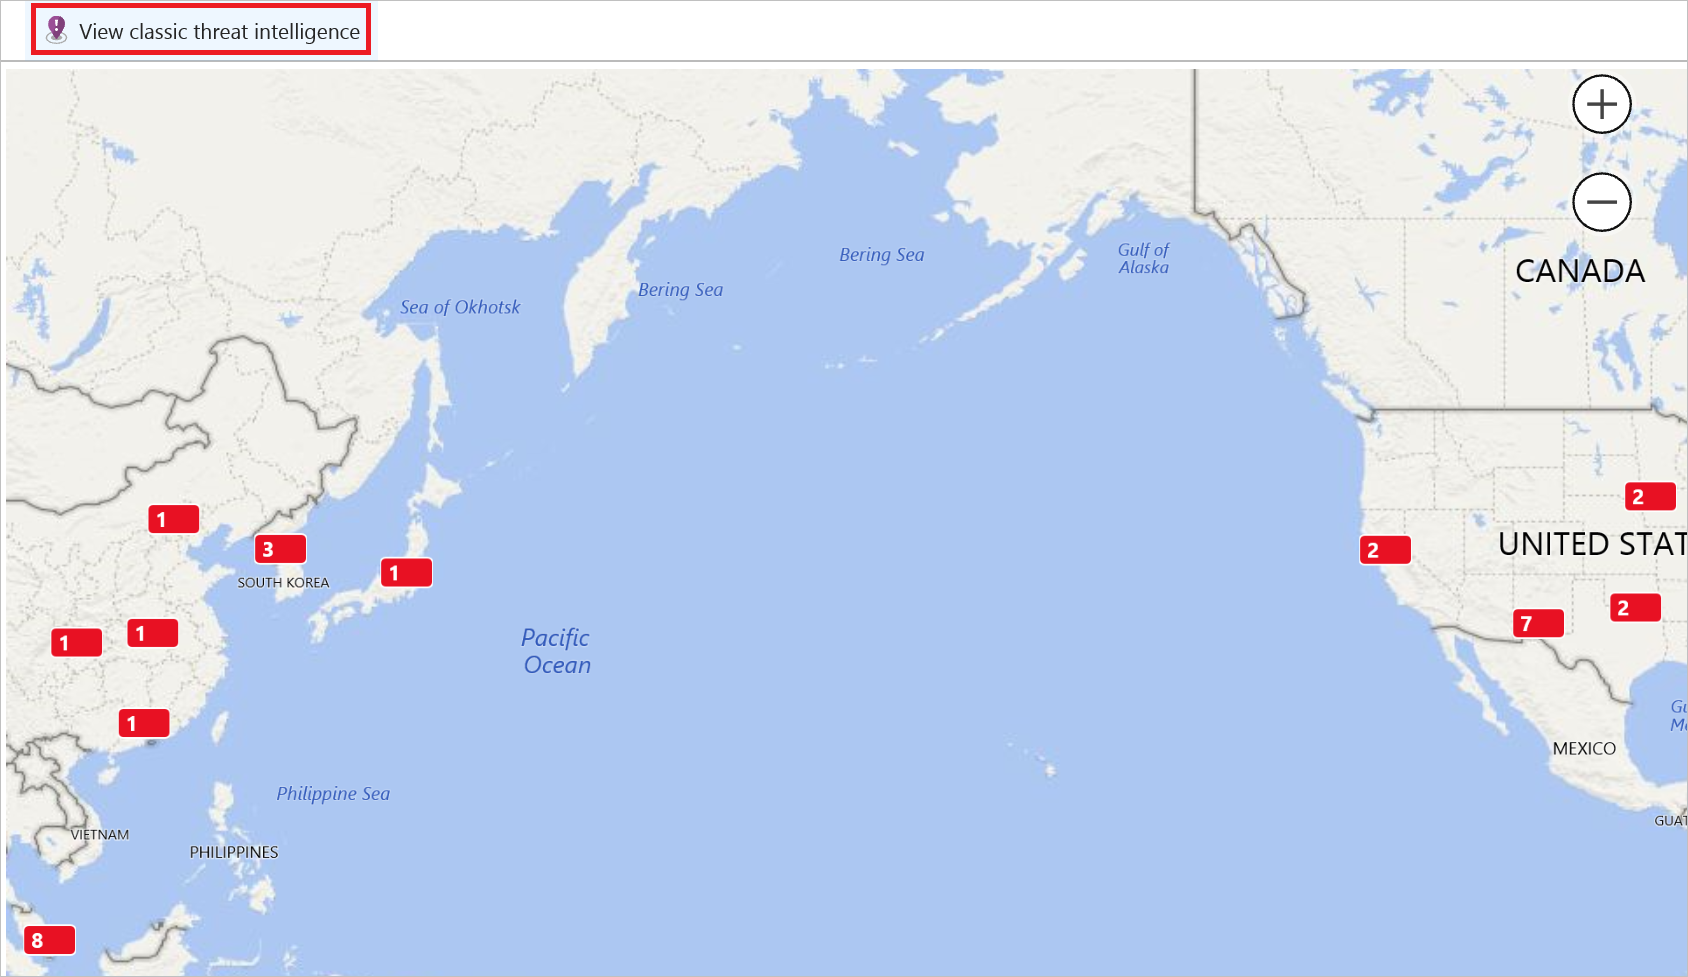 View classic threat intelligence
Bering Sea
Gulf of
Alaska
CANADA
Bering Sea
Sea of Okhotsk
2
1
3
1
2
UNITED STAT
SOUTH KOREA
2
7
1
1
Pacific
Ocean
1
Gu
Me
MEXICO
Philippine Sea
GUAT
VIETNAM
PHILIPPINES
8